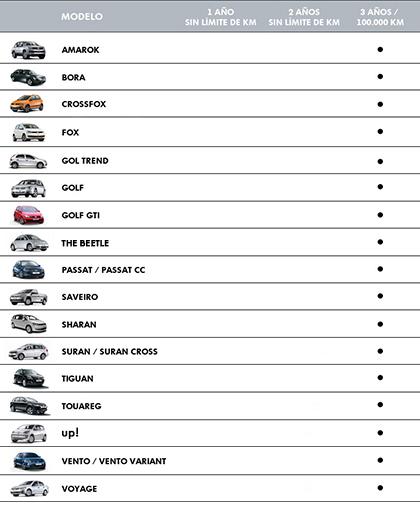 MODELO 1 AÑO SIN LÍMITE DE KM 2 AÑOS SIN LÍMITE DE KM 3 AÑOS / 100.000 KM
AMAROK •
BORA •
CROSSFOX •
FOX •
GOL TREND •
GOLF •
GOLF GTI •
THE BEETLE •
PASSAT / PASSAT CC •
SAVEIRO •
SHARAN •
SURAN / SURAN CROSS •
TIGUAN •
TOUAREG •
up! •
VENTO / VENTO VARIANT •
VOYAGE •